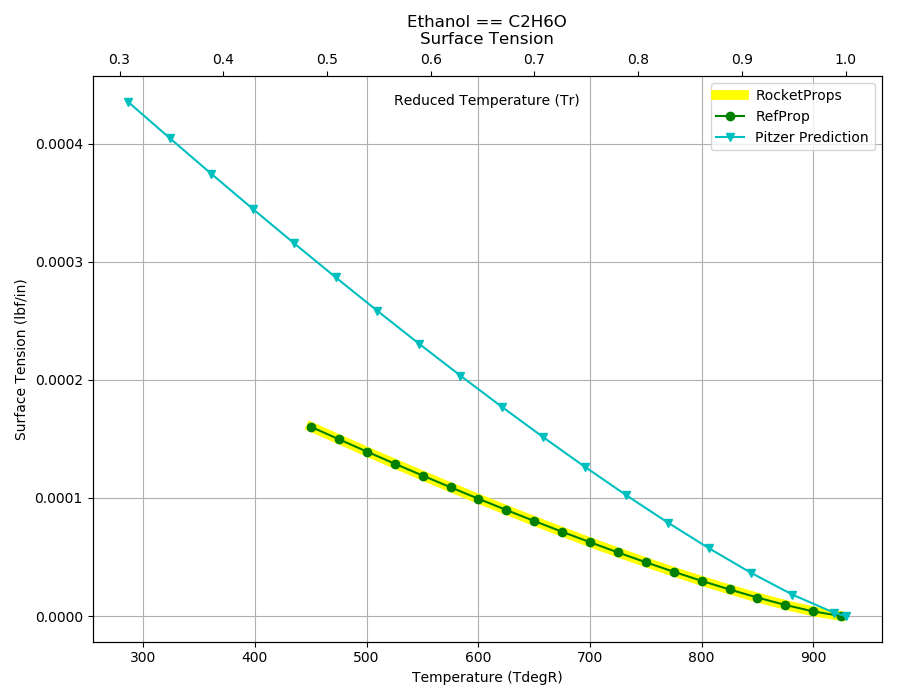 Ethanol == C2H6O
Surface Tension
0.3 0.4 0.5 0.6 0.7 0.8 0.9 1.0
Reduced Temperature (Tr)
RocketProps
RefProp
Pitzer Prediction
0.0004
0.0003
0.0002
0.0001
0.0000
Surface Tension (lbf/in)
300 400 500 600 700 800 900
Temperature (TdegR)